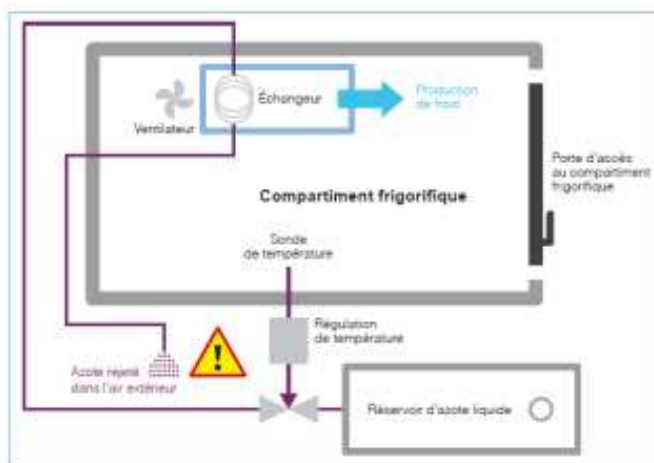 Production
de froid
Échangeur
Ventilateur
Porte d'accès
au compartiment
frigorifique
Compartiment frigorifique
Sonde
de température
Régulation
de température
Azote rejeté
dans l'air extérieur
Réservoir d'azote liquide